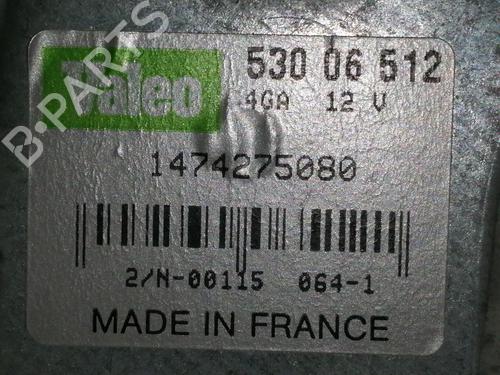 B-PARTS
Valeo
530 06 512
4GA 12 V
1474275080
2/N-00115 064-1
MADE IN FRANCE